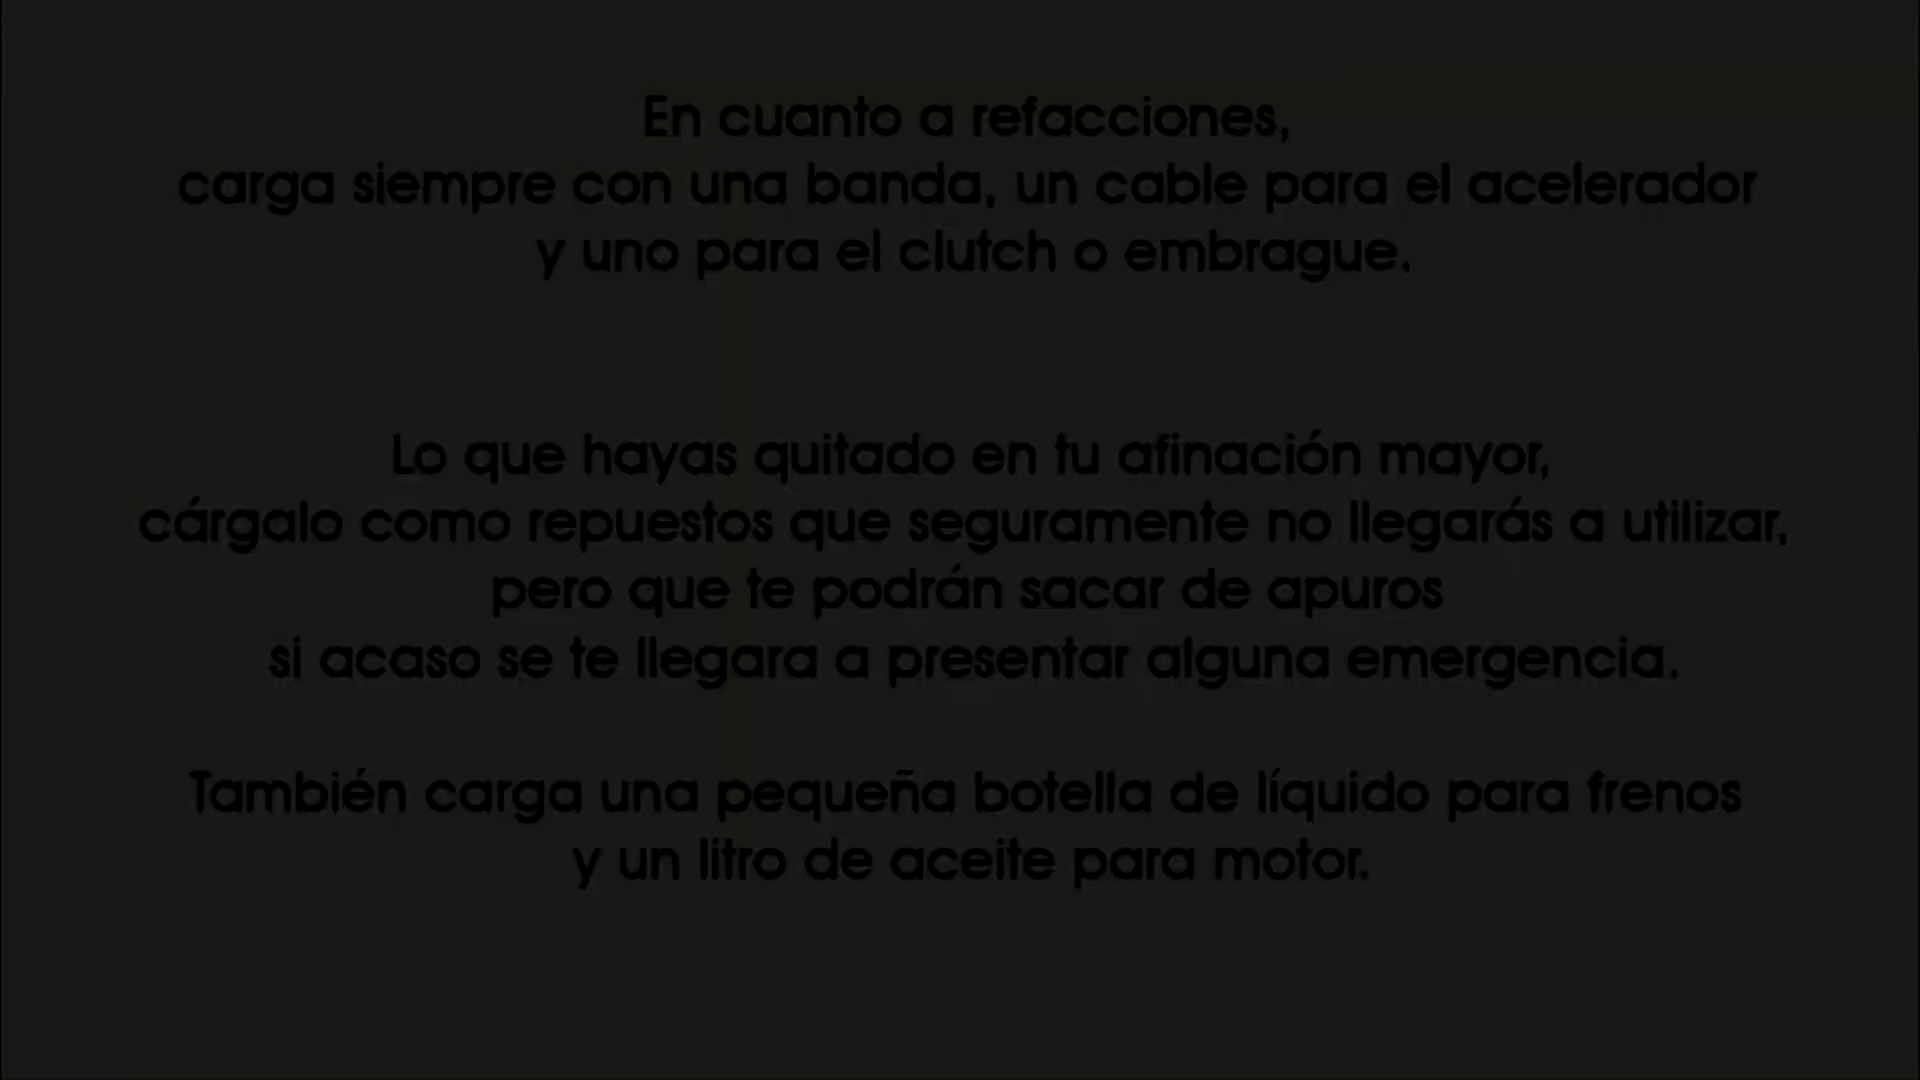 En cuanto a refacciones,
carga siempre con una banda, un cable para el acelerador
y uno para el clutch o embrague.
Lo que hayas quitado en tu afinación mayor,
cárgalo como repuestos que seguramente no llegarás a utilizar,
pero que te podrán sacar de apuros
si acaso se te llegara a presentar alguna emergencia.
También carga una pequeña botella de líquido para frenos
y un litro de aceite para motor.